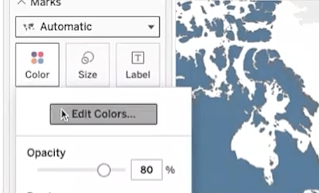 Marks
Automatic
Color
Size
Label
Edit Colors...
Opacity
80 %